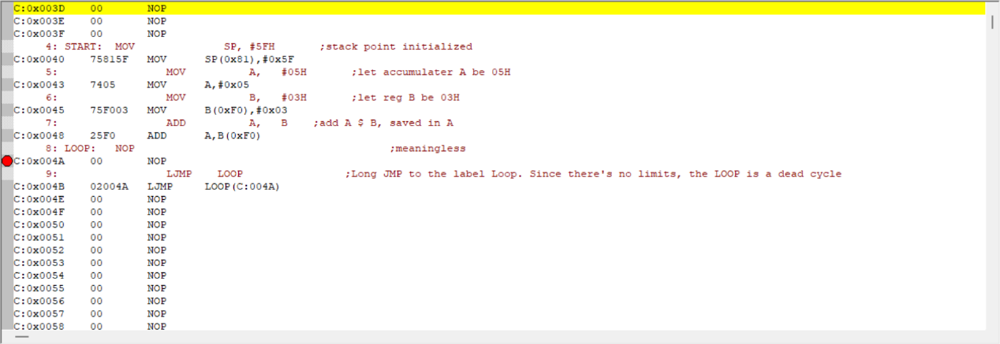 C:0x003D 00 NOP
C:0x003E 00 NOP
C:0x003F 00 NOP
4: START: MOV SP, #5FH ;stack point initialized
C:0x0040 75815F MOV SP(0x81),#0x5F
5: MOV A, #05H ;let accumulater A be 05H
C:0x0043 7405 MOV A,#0x05
6: MOV B, #03H ;let reg B be 03H
C:0x0045 75F003 MOV B(0xF0),#0x03
7: ADD A, B ;add A $ B, saved in A
C:0x0048 25F0 ADD A,B(0xF0)
8: LOOP: NOP ;meaningless
C:0x004A 00 NOP
9: LJMP LOOP ;Long JMP to the label Loop. Since there's no limits, the LOOP is a dead cycle
C:0x004B 02004A LJMP LOOP(C:004A)
C:0x004E 00 NOP
C:0x004F 00 NOP
C:0x0050 00 NOP
C:0x0051 00 NOP
C:0x0052 00 NOP
C:0x0053 00 NOP
C:0x0054 00 NOP
C:0x0055 00 NOP
C:0x0056 00 NOP
C:0x0057 00 NOP
C:0x0058 00 NOP